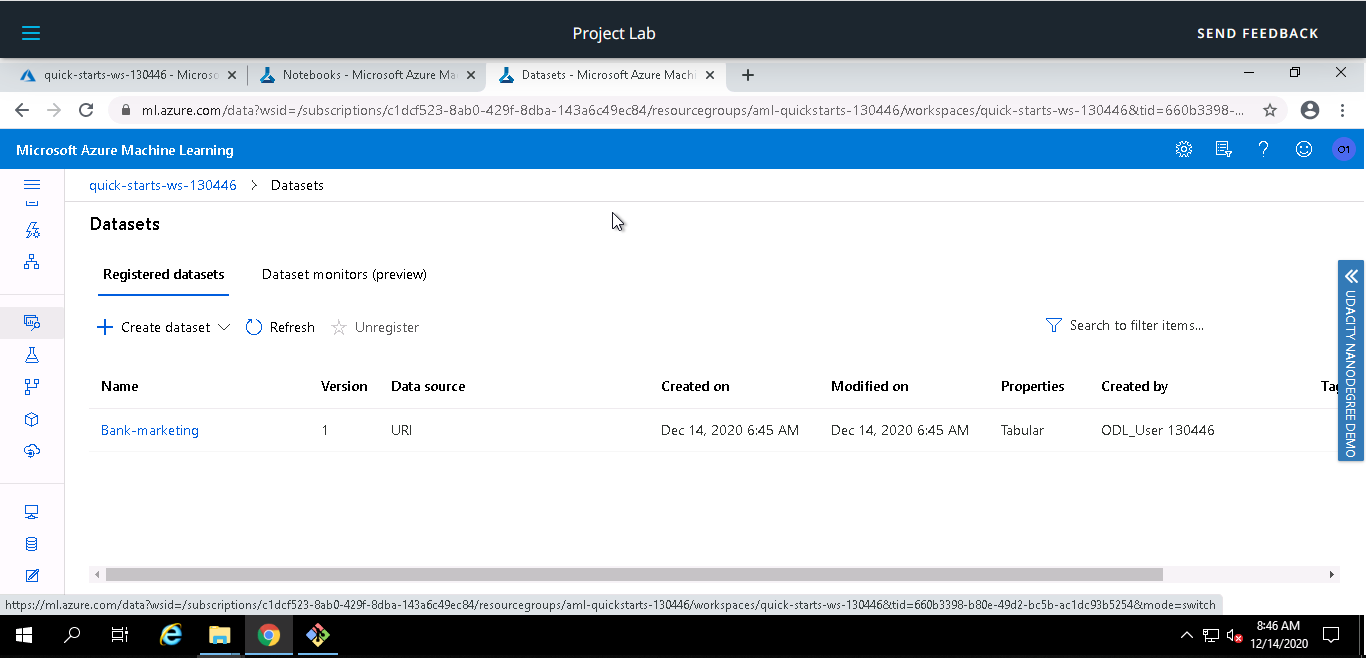 Project Lab
SEND FEEDBACK
quick-starts-ws-130446 - Micros
Notebooks - Microsoft Azure Ma
Datasets - Microsoft Azure Machi
ml.azure.com/data?wsid=/subscriptions/c1dcf523-8ab0-429f-8dba-143a6c49ec84/resourcegroups/aml-quickstarts-130446/workspaces/quick-starts-ws-130446&tid=660b3398-...
Microsoft Azure Machine Learning
O1
quick-starts-ws-130446 > Datasets
Datasets
Registered datasets
Dataset monitors (preview)
Create dataset
Refresh
Unregister
Search to filter items...
Name Version Data source Created on Modified on Properties Created by Tag
Bank-marketing 1 URI Dec 14, 2020 6:45 AM Dec 14, 2020 6:45 AM Tabular ODL_User 130446
UDACITY NANODEGREE DEMO
https://ml.azure.com/data?wsid=/subscriptions/c1dcf523-8ab0-429f-8dba-143a6c49ec84/resourcegroups/aml-quickstarts-130446/workspaces/quick-starts-ws-130446&tid=660b3398-b80e-49d2-bc5b-ac1dc93b5254&mode=switch
8:46 AM
12/14/2020